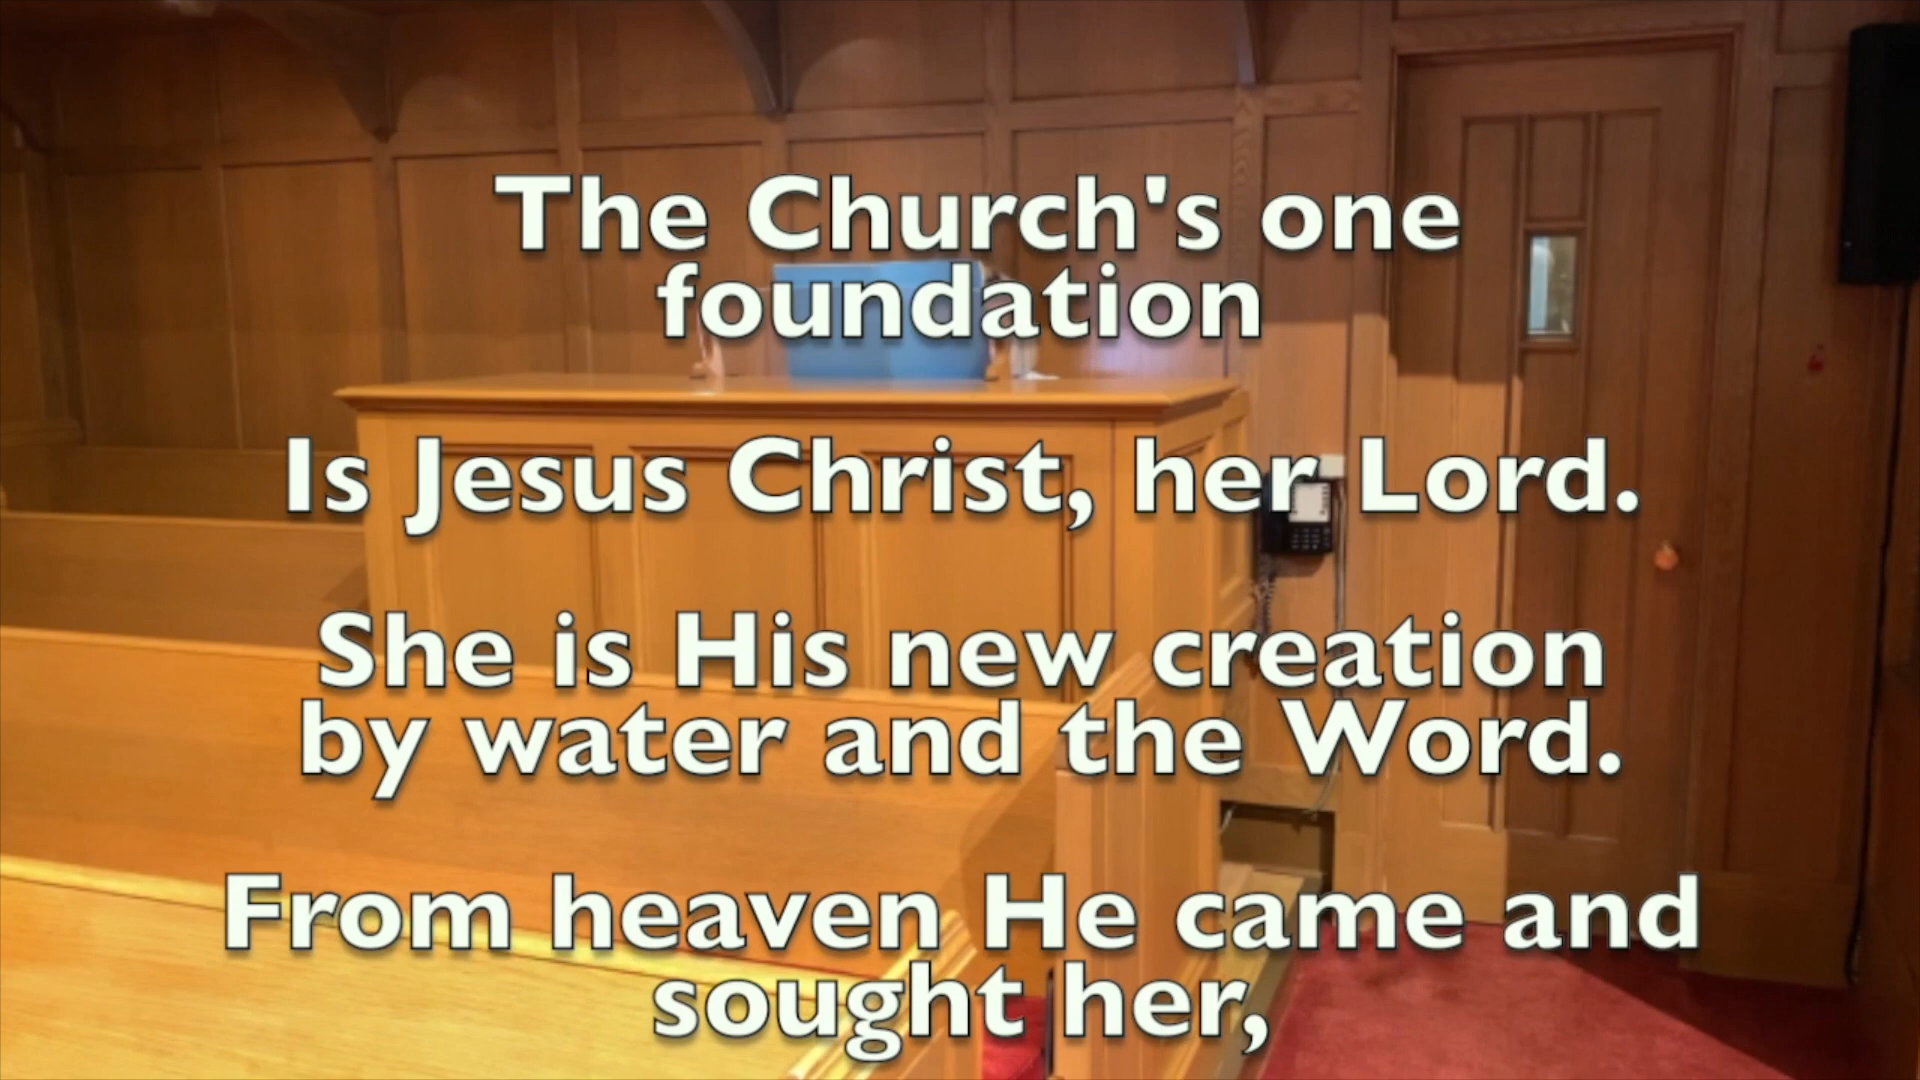 The Church's one
foundation
Is Jesus Christ, her Lord.
She is His new creation
by water and the Word.
From heaven He came and
sought her,